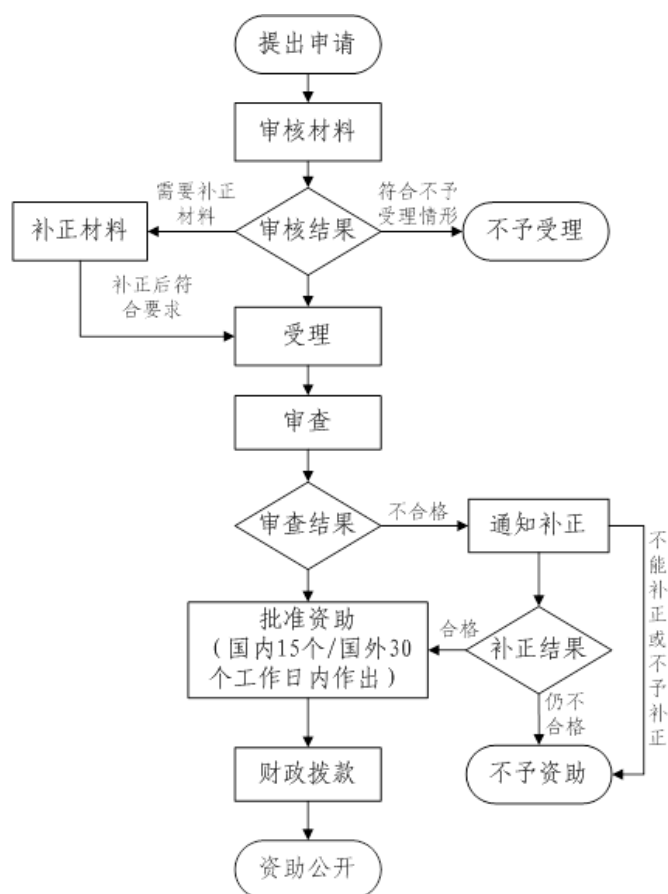 提出申请
审核材料
需要补正
材料
符合不予
受理情形
补正材料
审核结果
不予受理
补正后符
合要求
受理
审查
审查结果
不合格
通知补正
不能补正或不予补正
批准资助
（国内15个/国外30
个工作日内作出）
合格
补正结果
仍不
合格
财政拨款
不予资助
资助公开